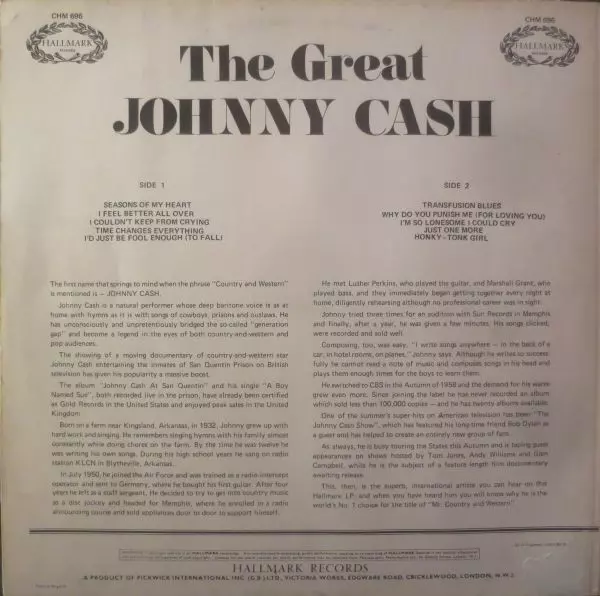 CHM 696
HALLMARK
RECORDS
CHM 696
HALLMARK
RECORDS
The Great
JOHNNY CASH
SIDE 1
SEASONS OF MY HEART
I FEEL BETTER ALL OVER
I COULDN'T KEEP FROM CRYING
TIME CHANGES EVERYTHING
I'D JUST BE FOOL ENOUGH (TO FALL)
SIDE 2
TRANSFUSION BLUES
WHY DO YOU PUNISH ME (FOR LOVING YOU)
I'M SO LONESOME I COULD CRY
JUST ONE MORE
HONKY-TONK GIRL
The first name that springs to mind when the phrase "Country and Western"
is mentioned is – JOHNNY CASH.
Johnny Cash is a natural performer whose deep baritone voice is as at
home with hymns as it is with songs of cowboys, prisons and outlaws. He
has unconsciously and unpretentiously bridged the so-called "generation
gap" and become a legend in the eyes of both country-and-western and
pop audiences.
The showing of a moving documentary of country-and-western star
Johnny Cash entertaining the inmates of San Quentin Prison on British
television has given his popularity a massive boost.
The album "Johnny Cash At San Quentin" and his single "A Boy
Named Sue", both recorded live in the prison, have already been certified
as Gold Records in the United States and enjoyed peak sales in the United
Kingdom.
Born on a farm near Kingsland, Arkansas, in 1932, Johnny grew up with
hard work and singing. He remembers singing hymns with his family almost
constantly while doing chores on the farm. By the time he was twelve he
was writing his own songs. During his high school years he sang on radio
station KLCN in Blytheville, Arkansas.
In July 1950, he joined the Air Force and was trained as a radio-intercept
operator and sent to Germany, where he bought his first guitar. After four
years he left as a staff sergeant. He decided to try to get into country music
as a disc jockey and headed for Memphis, where he enrolled in a radio
announcing course and sold appliances door to door to support himself.
He met Luther Perkins, who played the guitar, and Marshall Grant, who
played bass, and they immediately began getting together every night at
home, diligently rehearsing although no professional career was in sight.
Johnny tried three times for an audition with Sun Records in Memphis
and finally, after a year, he was given a few minutes. His songs clicked,
were recorded and sold well.
Composing, too, was easy. "I write songs anywhere – in the back of a
car, in hotel rooms, on planes," Johnny says. Although he writes so success-
fully he cannot read a note of music and composes songs in his head and
plays them enough times for the boys to learn them.
He switched to CBS in the Autumn of 1958 and the demand for his wares
grew even more. Since joining the label he has never recorded an album
which sold less than 100,000 copies – and he has twenty albums available.
One of the summer's super-hits on American television has been "The
Johnny Cash Show", which has featured his long-time friend Bob Dylan as
a guest and has helped to create an entirely new group of fans.
As always, he is busy touring the States this Autumn and is taping guest
appearances on shows hosted by Tom Jones, Andy Williams and Glen
Campbell, while he is the subject of a feature length film documentary
awaiting release.
This, then, is the superb, international artiste you can hear on this
Hallmark LP, and when you have heard him you will know why he is the
world's No. 1 choice for the title of "Mr. Country and Western".
HALLMARK RECORDS
A PRODUCT OF PICKWICK INTERNATIONAL INC (G.B.) LTD., VICTORIA WORKS, EDGWARE ROAD, CRICKLEWOOD, LONDON, N.W.2.